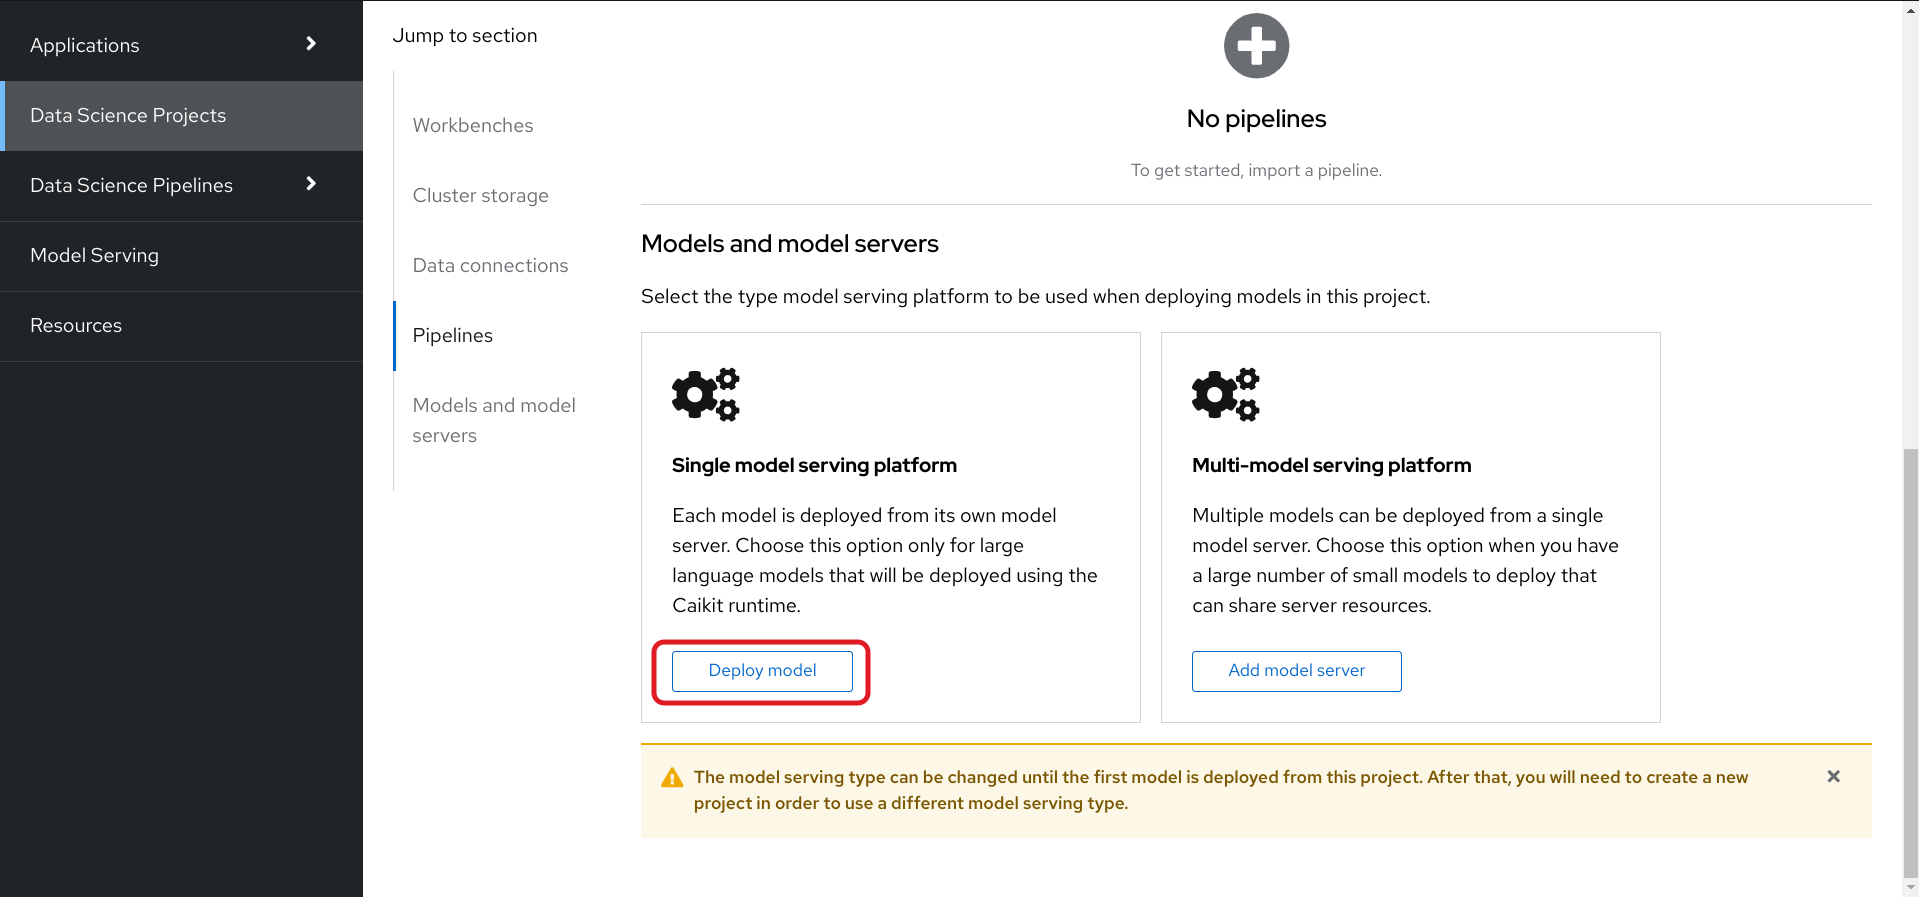 Applications
Data Science Projects
Data Science Pipelines
Model Serving
Resources
Jump to section
Workbenches
Cluster storage
Data connections
Pipelines
Models and model
servers
No pipelines
To get started, import a pipeline.
Models and model servers
Select the type model serving platform to be used when deploying models in this project.
Single model serving platform
Each model is deployed from its own model
server. Choose this option only for large
language models that will be deployed using the
Caikit runtime.
Deploy model
Multi-model serving platform
Multiple models can be deployed from a single
model server. Choose this option when you have
a large number of small models to deploy that
can share server resources.
Add model server
The model serving type can be changed until the first model is deployed from this project. After that, you will need to create a new
project in order to use a different model serving type.